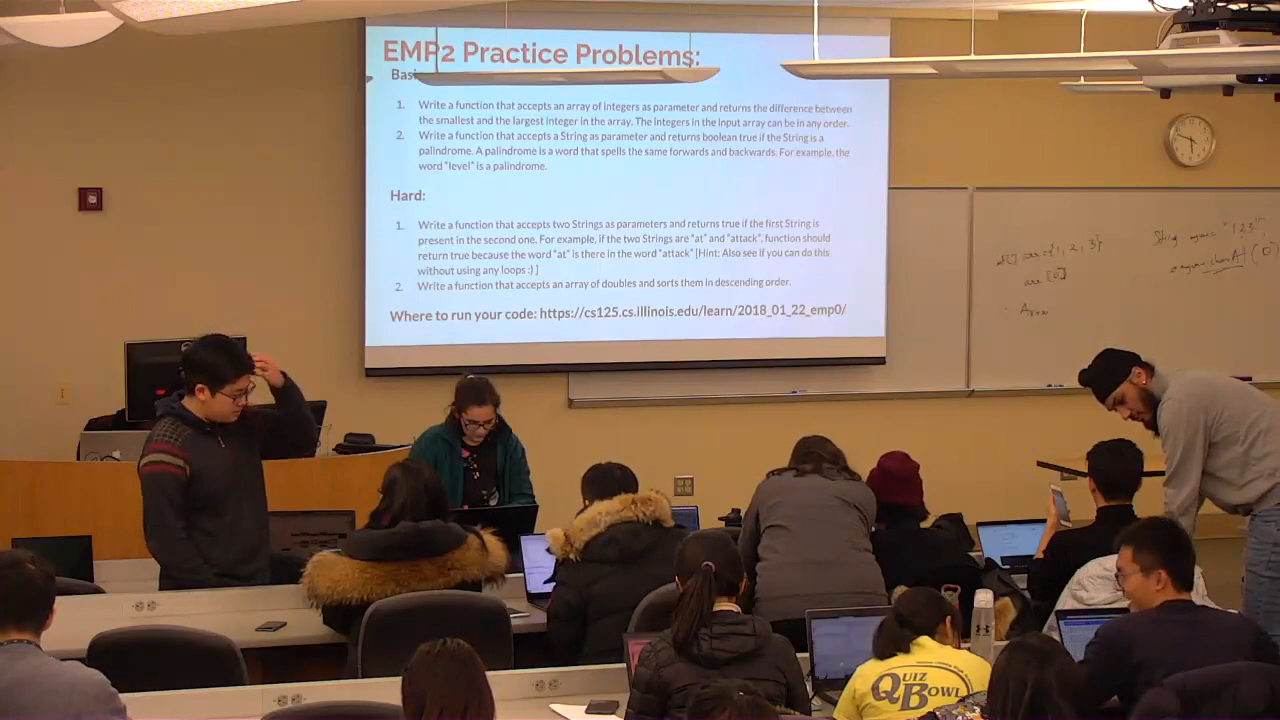 EMP2 Practice Problems:
1. Write a function that accepts an array of integers as parameter and returns the difference between
the smallest and the largest integer in the array. The integers in the input array can be in any order.
2. Write a function that accepts a String as parameter and returns boolean true if the String is a
palindrome. A palindrome is a word that spells the same forwards and backwards. For example, the
word "level" is a palindrome.
Hard:
1. Write a function that accepts two Strings as parameters and returns true if the first String is
present in the second one. For example, if the two Strings are "at" and "attack", function should
return true because the word "at" is there in the word "attack" [Hint: Also see if you can do this
without using any loops :) ]
2. Write a function that accepts an array of doubles and sorts them in descending order.
Where to run your code: https://cs125.cs.illinois.edu/learn/2018_01_22_emp0/
arr = {1, 2, 3}
arr [0]
String "123"
QUIZ
BOWL